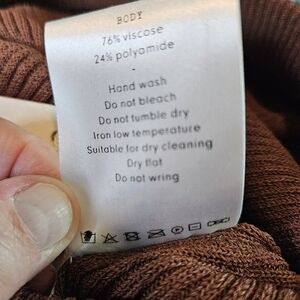 BODY
76% viscose
24% polyamide
-
Hand wash
Do not bleach
Do not tumble dry
Iron low temperature
Suitable for dry cleaning
Dry flat
Do not wring